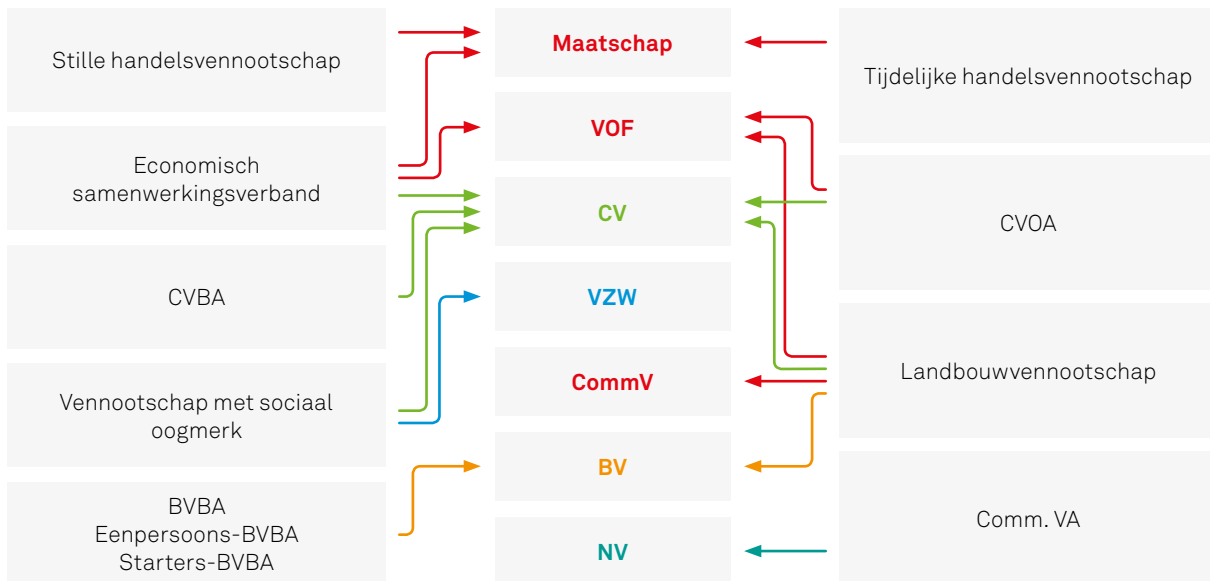 Stille handelsvennootschap
Economisch
samenwerkingsverband
CVBA
Vennootschap met sociaal
oogmerk
BVBA
Eenpersoons-BVBA
Starters-BVBA
Maatschap
VOF
CV
VZW
CommV
BV
NV
Tijdelijke handelsvennootschap
CVOA
Landbouwvennootschap
Comm. VA